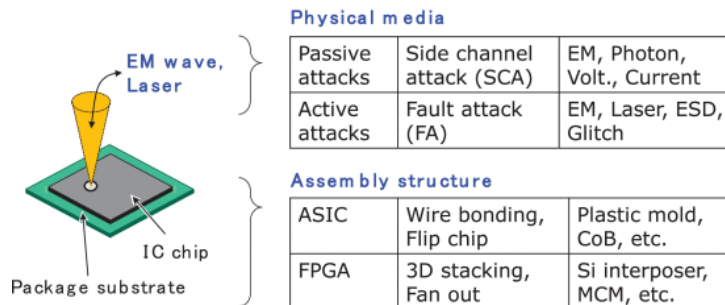 Physical media
EM wave,
Laser
Passive attacks
Side channel attack (SCA)
EM, Photon, Volt., Current
Active attacks
Fault attack (FA)
EM, Laser, ESD, Glitch
Assembly structure
ASIC
Wire bonding, Flip chip
Plastic mold, CoB, etc.
FPGA
3D stacking, Fan out
Si interposer, MCM, etc.
IC chip
Package substrate